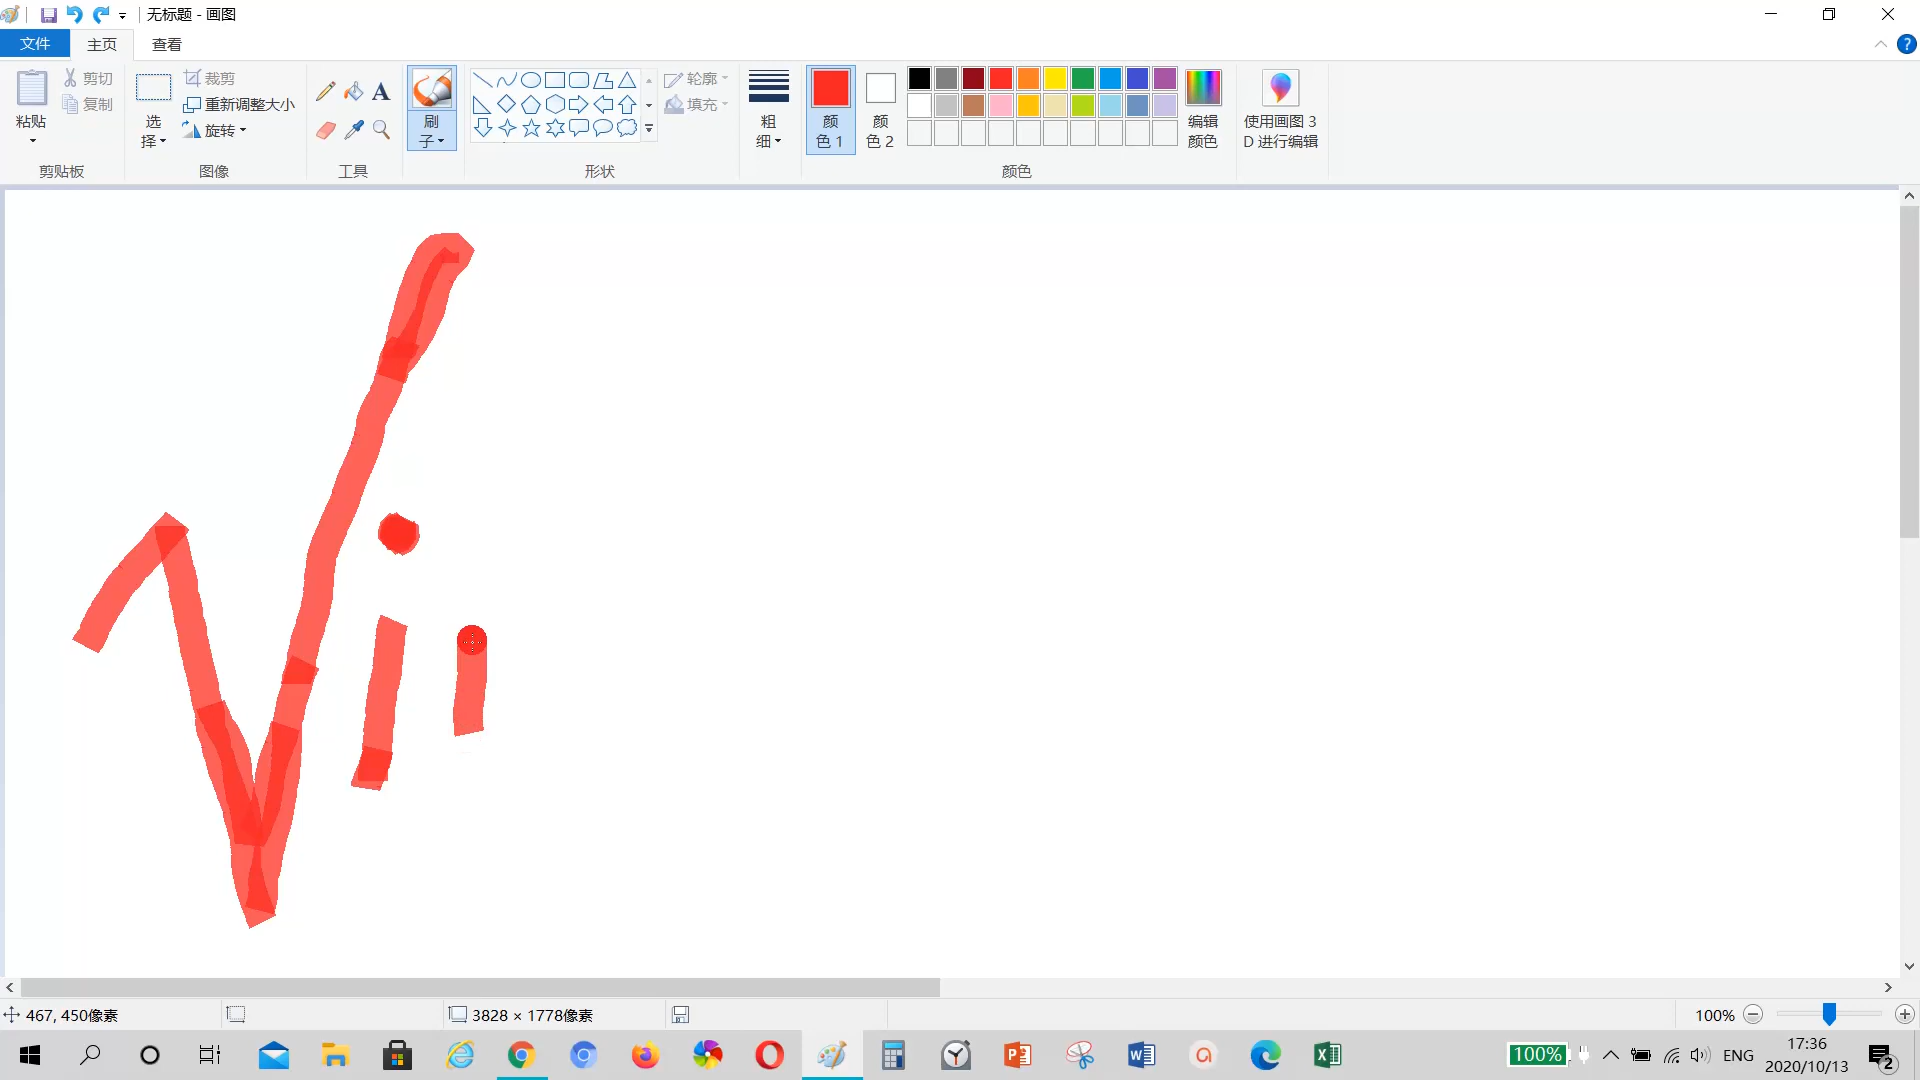 无标题 - 画图
文件 主页 查看
粘贴 剪切 复制 剪贴板
选择 裁剪 重新调整大小 旋转 图像
A 工具
刷子
轮廓 填充 形状
粗细
颜色 1 颜色 2 编辑颜色 颜色
使用画图 3D 进行编辑
Vii
467, 450像素 3828 × 1778像素 100%
100% ENG 17:36
2020/10/13 2